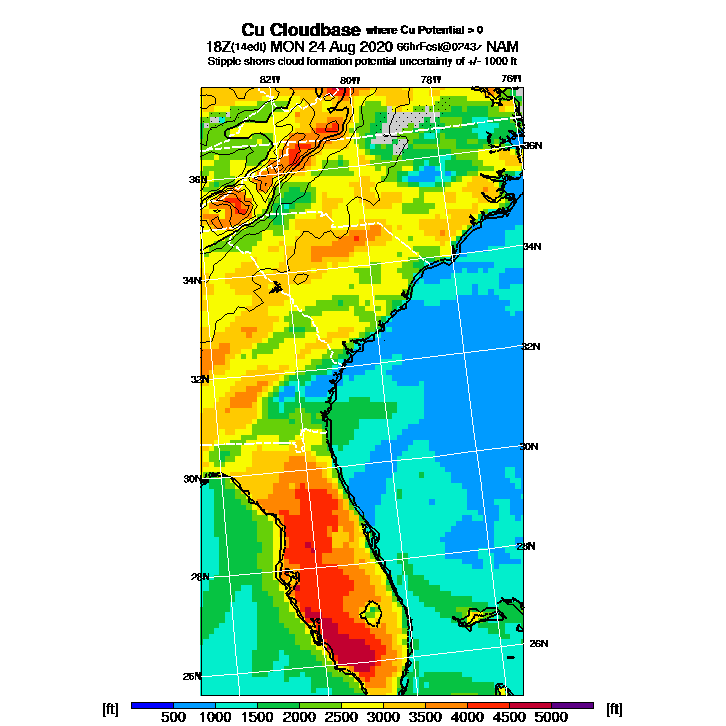 Cu Cloudbase where Cu Potential > 0
18Z(14edt) MON 24 Aug 2020 66hrFcst@0243z NAM
Stipple shows cloud formation potential uncertainty of +/- 1000 ft
82W 80W 78W 76W
36N
36N
34N
34N
32N
32N
30N
30N
28N
28N
26N
26N
[ft] 500 1000 1500 2000 2500 3000 3500 4000 4500 5000 [ft]